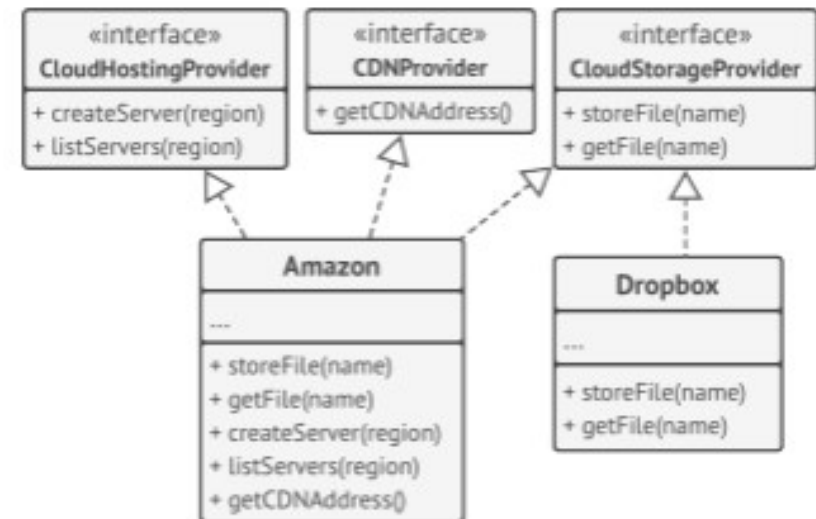 «interface»
CloudHostingProvider
+ createServer(region)
+ listServers(region)
«interface»
CDNProvider
+ getCDNAddress()
«interface»
CloudStorageProvider
+ storeFile(name)
+ getFile(name)
Amazon
...
+ storeFile(name)
+ getFile(name)
+ createServer(region)
+ listServers(region)
+ getCDNAddress()
Dropbox
...
+ storeFile(name)
+ getFile(name)